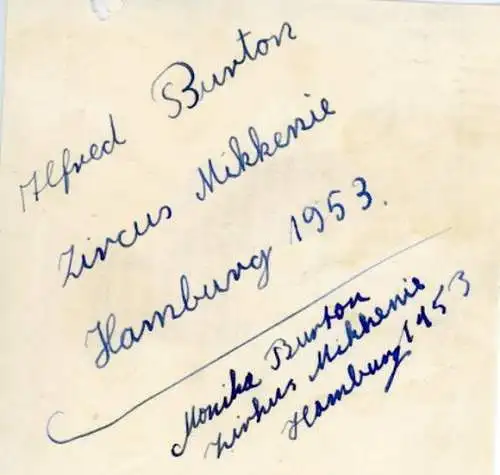 Alfred Burton
Zircus Mikkenie
Hamburg 1953.
Monika Burton
Zirkus Mikkenie
Hamburg 1953